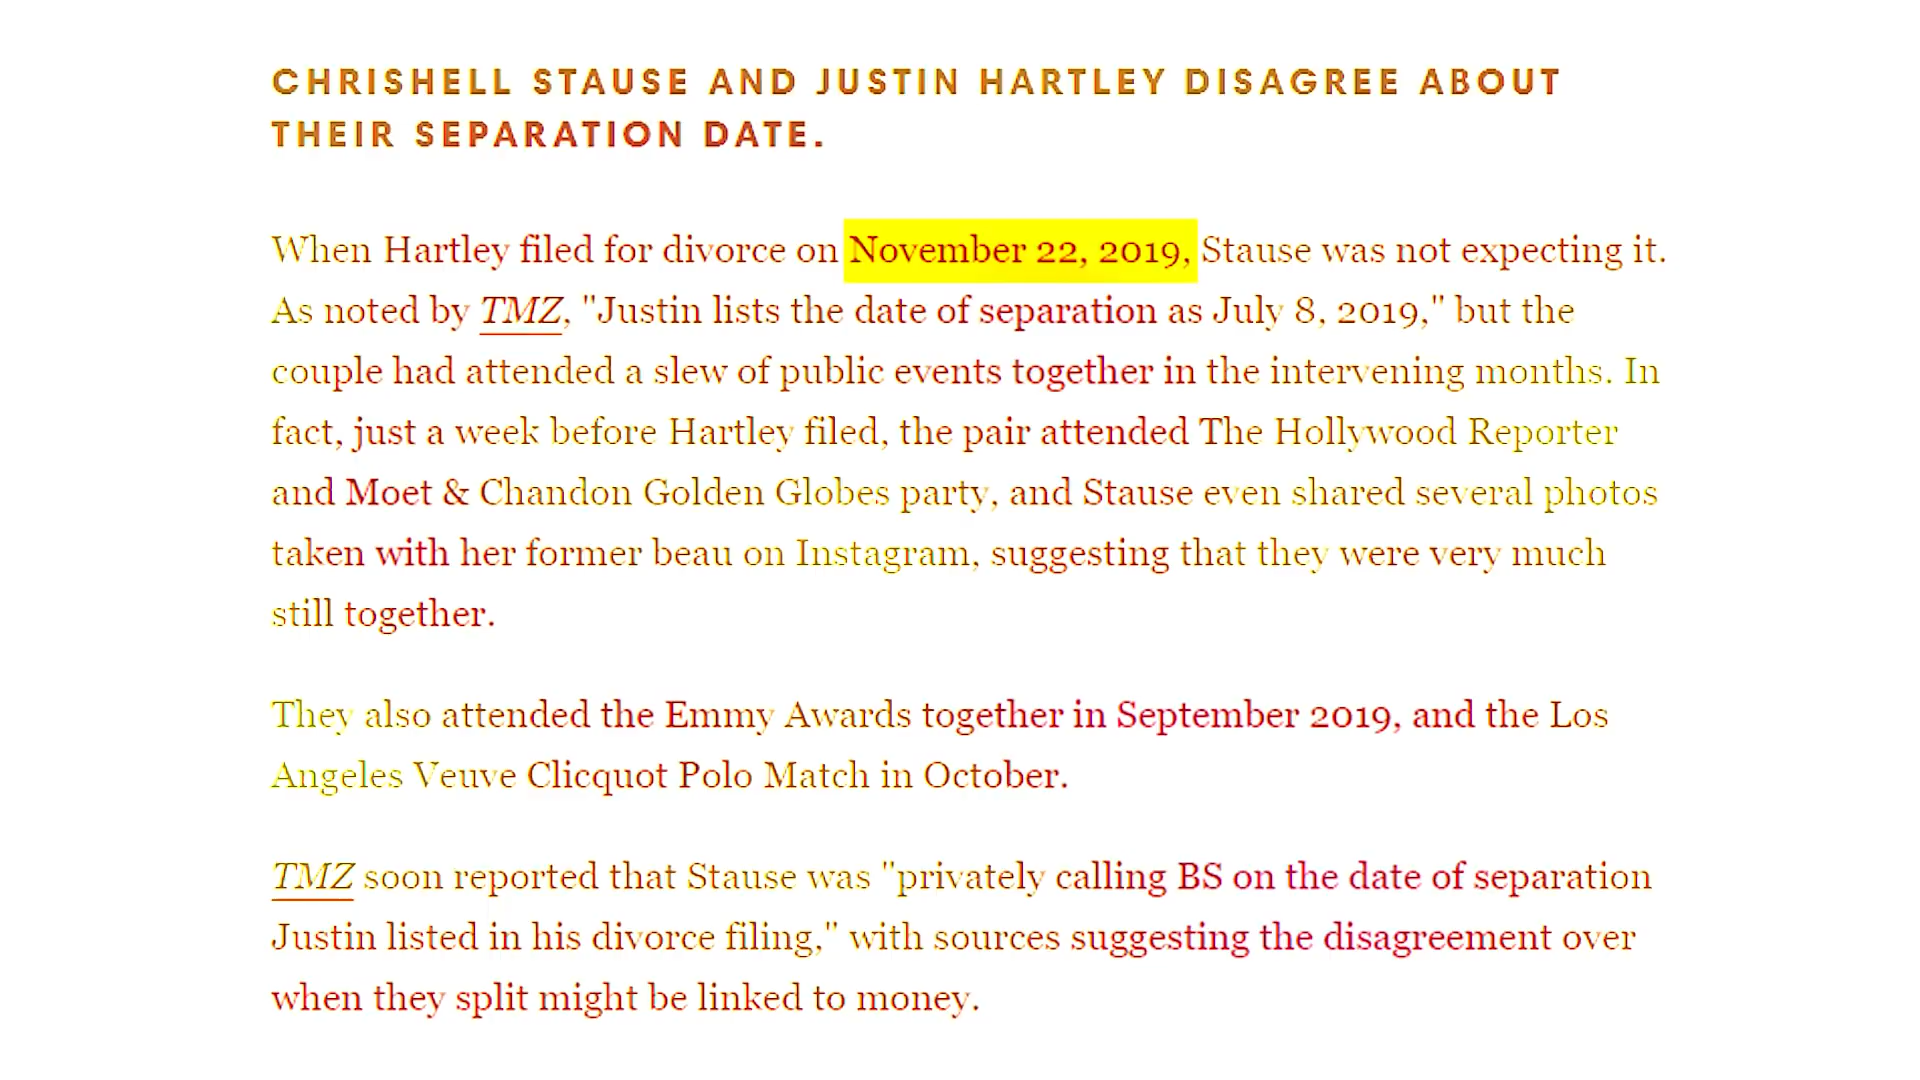 CHRISHELL STAUSE AND JUSTIN HARTLEY DISAGREE ABOUT
THEIR SEPARATION DATE.
When Hartley filed for divorce on November 22, 2019, Stause was not expecting it.
As noted by TMZ, "Justin lists the date of separation as July 8, 2019," but the
couple had attended a slew of public events together in the intervening months. In
fact, just a week before Hartley filed, the pair attended The Hollywood Reporter
and Moet & Chandon Golden Globes party, and Stause even shared several photos
taken with her former beau on Instagram, suggesting that they were very much
still together.
They also attended the Emmy Awards together in September 2019, and the Los
Angeles Veuve Clicquot Polo Match in October.
TMZ soon reported that Stause was "privately calling BS on the date of separation
Justin listed in his divorce filing," with sources suggesting the disagreement over
when they split might be linked to money.